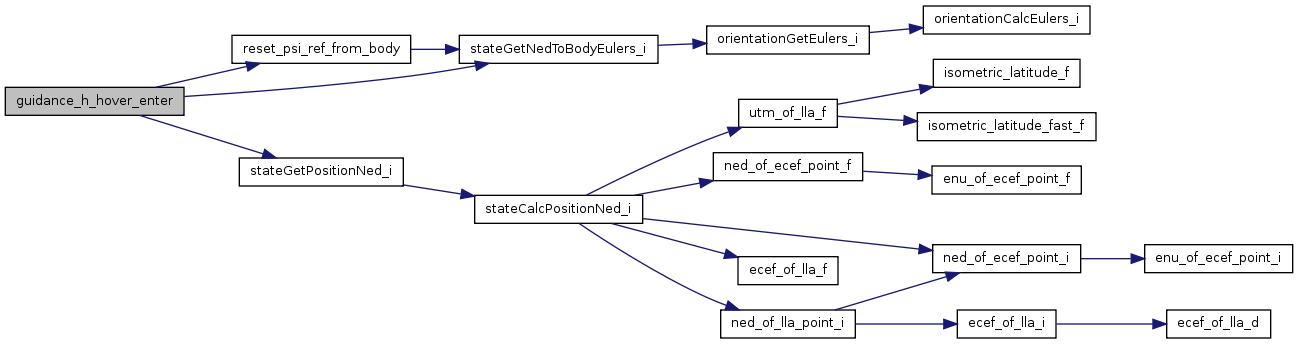 orientationCalcEulers_i
orientationGetEulers_i
reset_psi_ref_from_body
stateGetNedToBodyEulers_i
isometric_latitude_f
guidance_h_hover_enter
utm_of_lla_f
isometric_latitude_fast_f
ned_of_ecef_point_f
stateGetPositionNed_i
enu_of_ecef_point_f
stateCalcPositionNed_i
ned_of_ecef_point_i
enu_of_ecef_point_i
ecef_of_lla_f
ned_of_lla_point_i
ecef_of_lla_i
ecef_of_lla_d